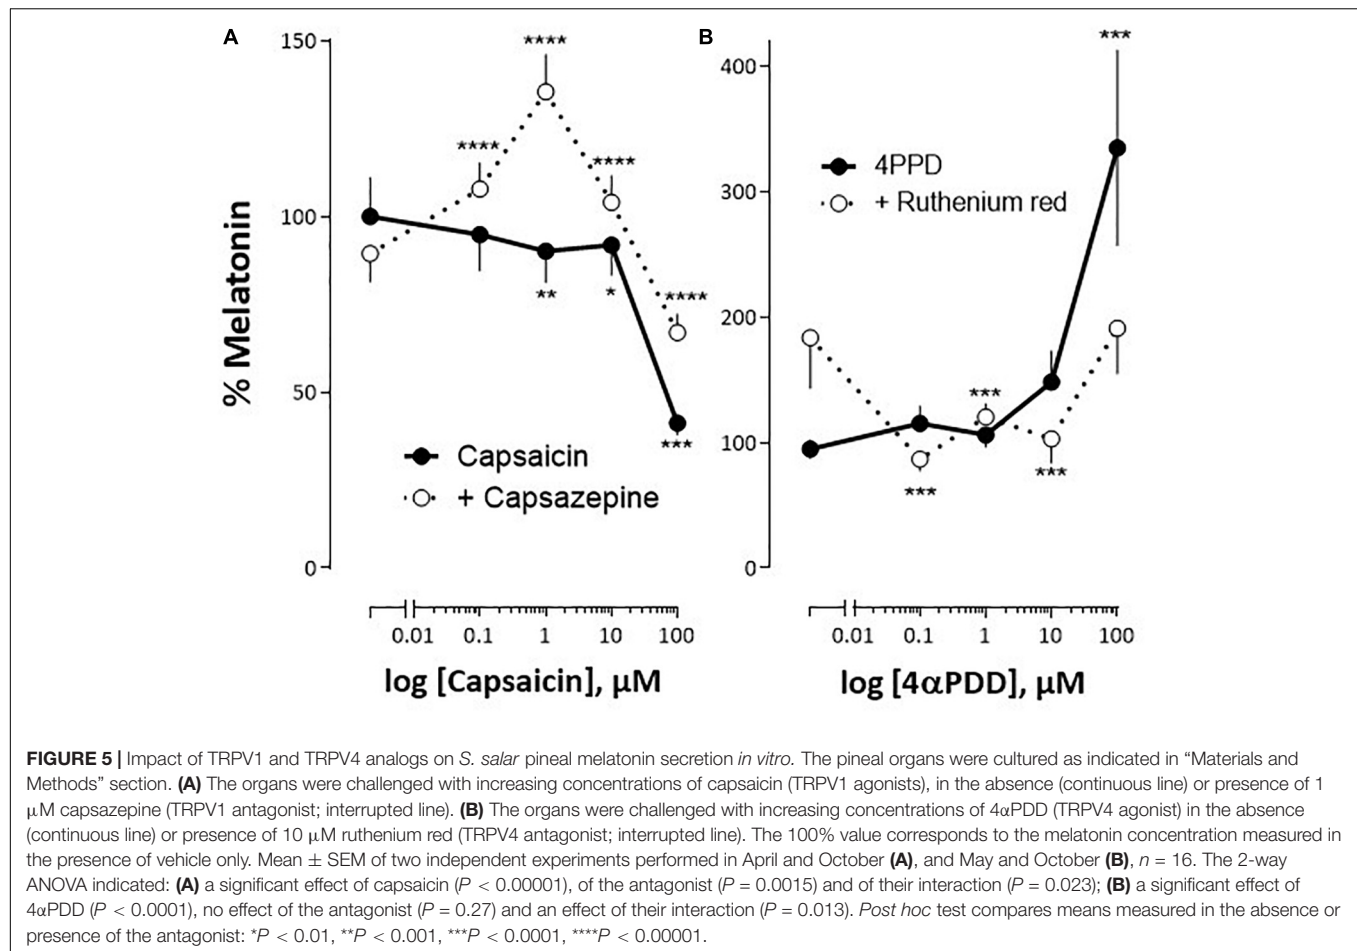 A
150
100
50
0
% Melatonin
****
****
****
**
*
****
***
Capsaicin
+ Capsazepine
0.01 0.1 1 10 100
log [Capsaicin], µM
B
400
300
200
100
0
***
4PPD
+ Ruthenium red
***
***
***
0.01 0.1 1 10 100
log [4αPDD], µM
FIGURE 5 | Impact of TRPV1 and TRPV4 analogs on S. salar pineal melatonin secretion in vitro. The pineal organs were cultured as indicated in “Materials and
Methods” section. (A) The organs were challenged with increasing concentrations of capsaicin (TRPV1 agonists), in the absence (continuous line) or presence of 1
µM capsazepine (TRPV1 antagonist; interrupted line). (B) The organs were challenged with increasing concentrations of 4αPDD (TRPV4 agonist) in the absence
(continuous line) or presence of 10 µM ruthenium red (TRPV4 antagonist; interrupted line). The 100% value corresponds to the melatonin concentration measured in
the presence of vehicle only. Mean ± SEM of two independent experiments performed in April and October (A), and May and October (B), n = 16. The 2-way
ANOVA indicated: (A) a significant effect of capsaicin (P < 0.00001), of the antagonist (P = 0.0015) and of their interaction (P = 0.023); (B) a significant effect of
4αPDD (P < 0.0001), no effect of the antagonist (P = 0.27) and an effect of their interaction (P = 0.013). Post hoc test compares means measured in the absence or
presence of the antagonist: *P < 0.01, **P < 0.001, ***P < 0.0001, ****P < 0.00001.